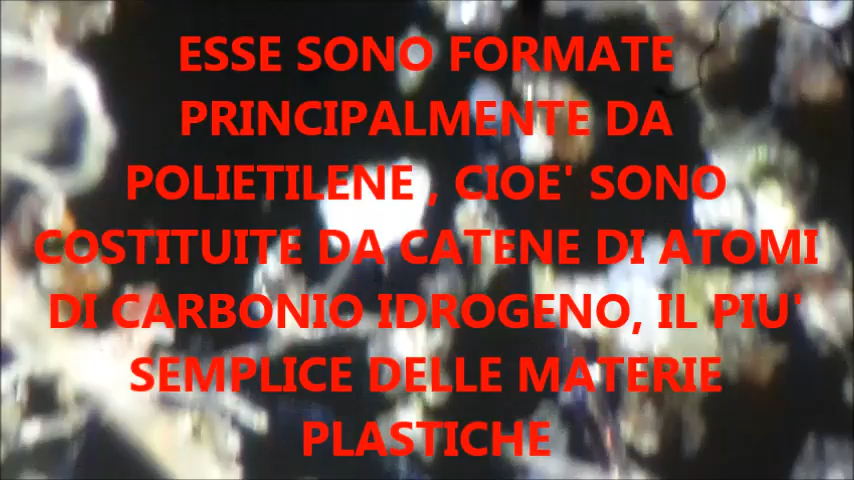 ESSE SONO FORMATE
PRINCIPALMENTE DA
POLIETILENE , CIOE' SONO
COSTITUITE DA CATENE DI ATOMI
DI CARBONIO IDROGENO, IL PIU'
SEMPLICE DELLE MATERIE
PLASTICHE